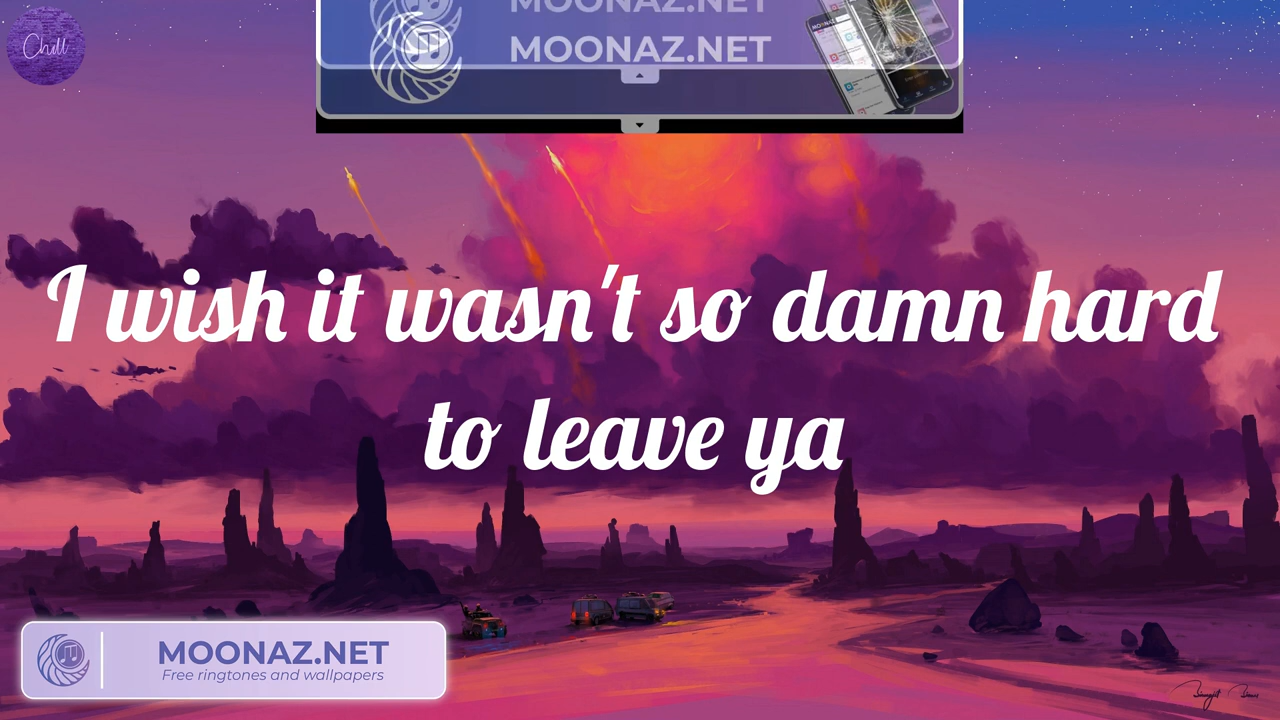 Chill
MOONAZ.NET
MOONAZ.NET
I wish it wasn't so damn hard
to leave ya
MOONAZ.NET
Free ringtones and wallpapers